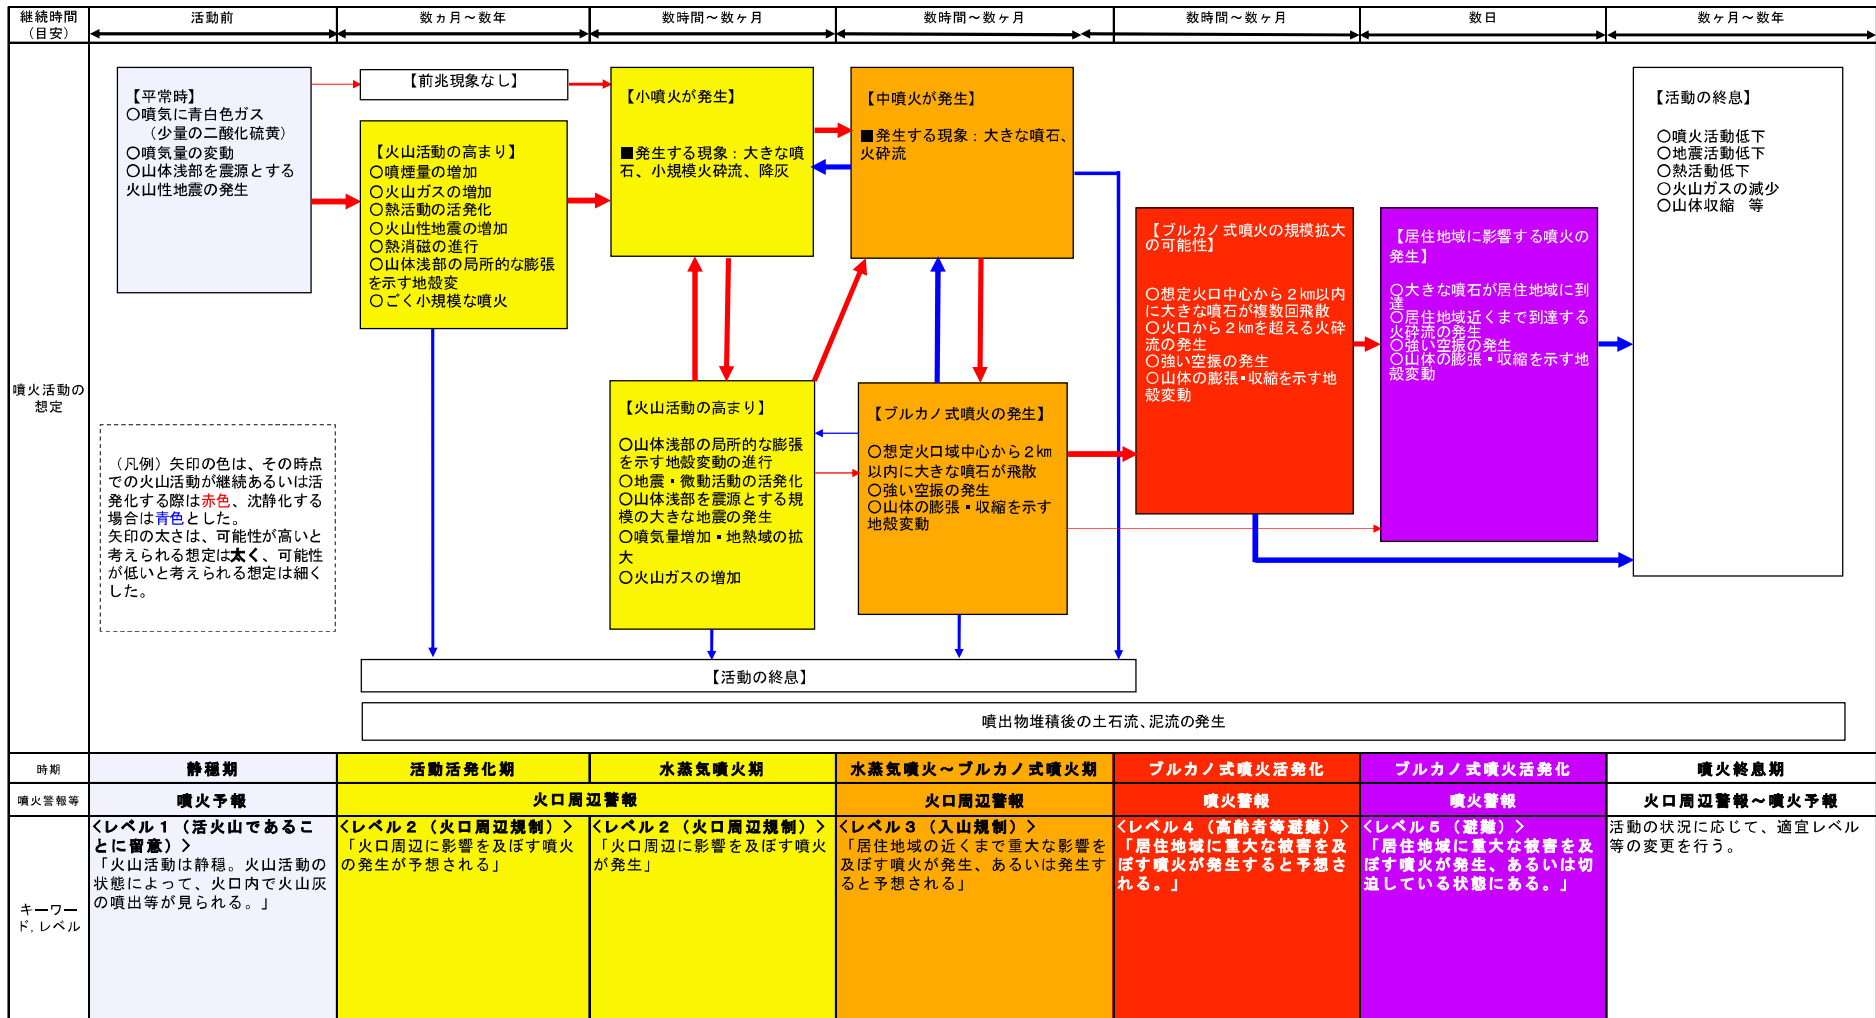 継続時間
（目安）
活動前
数ヵ月～数年
数時間～数ヶ月
数時間～数ヶ月
数時間～数ヶ月
数日
数ヶ月～数年
噴火活動の
想定
【平常時】
〇噴気に青白色ガス
（少量の二酸化硫黄）
〇噴気量の変動
〇山体浅部を震源とする
火山性地震の発生
【前兆現象なし】
【火山活動の高まり】
〇噴煙量の増加
〇火山ガスの増加
〇熱活動の活発化
〇火山性地震の増加
〇熱消磁の進行
〇山体浅部の局所的な膨張
を示す地殻変
〇ごく小規模な噴火
【小噴火が発生】
■発生する現象：大きな噴
石、小規模火砕流、降灰
【中噴火が発生】
■発生する現象：大きな噴石、
火砕流
【火山活動の高まり】
〇山体浅部の局所的な膨張
を示す地殻変動の進行
〇地震・微動活動の活発化
〇山体浅部を震源とする規
模の大きな地震の発生
〇噴気量増加・地熱域の拡
大
〇火山ガスの増加
【ブルカノ式噴火の発生】
〇想定火口域中心から２㎞
以内に大きな噴石が飛散
〇強い空振の発生
〇山体の膨張・収縮を示す
地殻変動
【ブルカノ式噴火の規模拡大
の可能性】
〇想定火口中心から２㎞以内
に大きな噴石が複数回飛散
〇火口から２㎞を超える火砕
流の発生
〇強い空振の発生
〇山体の膨張・収縮を示す地
殻変動
【居住地域に影響する噴火の
発生】
〇大きな噴石が居住地域に到
達
〇居住地域近くまで到達する
火砕流の発生
〇強い空振の発生
〇山体の膨張・収縮を示す地
殻変動
【活動の終息】
〇噴火活動低下
〇地震活動低下
〇熱活動低下
〇火山ガスの減少
〇山体収縮　等
（凡例）矢印の色は、その時点
での火山活動が継続あるいは活
発化する際は赤色、沈静化する
場合は青色とした。
矢印の太さは、可能性が高いと
考えられる想定は太く、可能性
が低いと考えられる想定は細く
した。
【活動の終息】
噴出物堆積後の土石流、泥流の発生
時期
静穏期
活動活発化期
水蒸気噴火期
水蒸気噴火～ブルカノ式噴火期
ブルカノ式噴火活発化
ブルカノ式噴火活発化
噴火終息期
噴火警報等
噴火予報
火口周辺警報
火口周辺警報
噴火警報
噴火警報
火口周辺警報～噴火予報
キーワー
ド,レベル
＜レベル１（活火山であるこ
とに留意）＞
「火山活動は静穏。火山活動の
状態によって、火口内で火山灰
の噴出等が見られる。」
＜レベル２（火口周辺規制）＞
「火口周辺に影響を及ぼす噴火
の発生が予想される」
＜レベル２（火口周辺規制）＞
「火口周辺に影響を及ぼす噴火
が発生」
＜レベル３（入山規制）＞
「居住地域の近くまで重大な影響を
及ぼす噴火が発生、あるいは発生す
ると予想される」
＜レベル４（高齢者等避難）＞
「居住地域に重大な被害を及
ぼす噴火が発生すると予想さ
れる。」
＜レベル５（避難）＞
「居住地域に重大な被害を及
ぼす噴火が発生、あるいは切
迫している状態にある。」
活動の状況に応じて、適宜レベル
等の変更を行う。